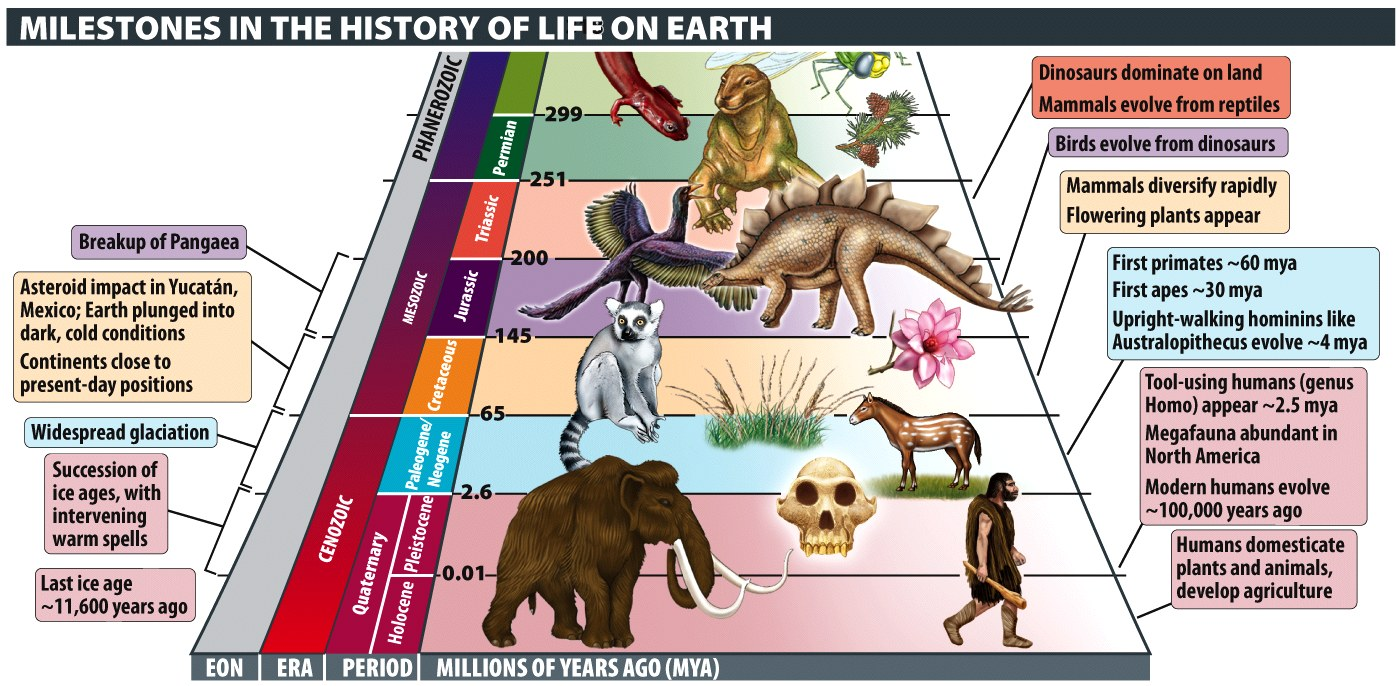 MILESTONES IN THE HISTORY OF LIFE ON EARTH
PHANEROZOIC
299
Permian
251
Triassic
200
MESOZOIC
Jurassic
145
Cretaceous
65
Paleogene/
Neogene
2.6
CENOZOIC
Quaternary
Pleistocene
0.01
Holocene
Breakup of Pangaea
Asteroid impact in Yucatán,
Mexico; Earth plunged into
dark, cold conditions
Continents close to
present-day positions
Widespread glaciation
Succession of
ice ages, with
intervening
warm spells
Last ice age
~11,600 years ago
Dinosaurs dominate on land
Mammals evolve from reptiles
Birds evolve from dinosaurs
Mammals diversify rapidly
Flowering plants appear
First primates ~60 mya
First apes ~30 mya
Upright-walking hominins like
Australopithecus evolve ~4 mya
Tool-using humans (genus
Homo) appear ~2.5 mya
Megafauna abundant in
North America
Modern humans evolve
~100,000 years ago
Humans domesticate
plants and animals,
develop agriculture
EON ERA PERIOD MILLIONS OF YEARS AGO (MYA)